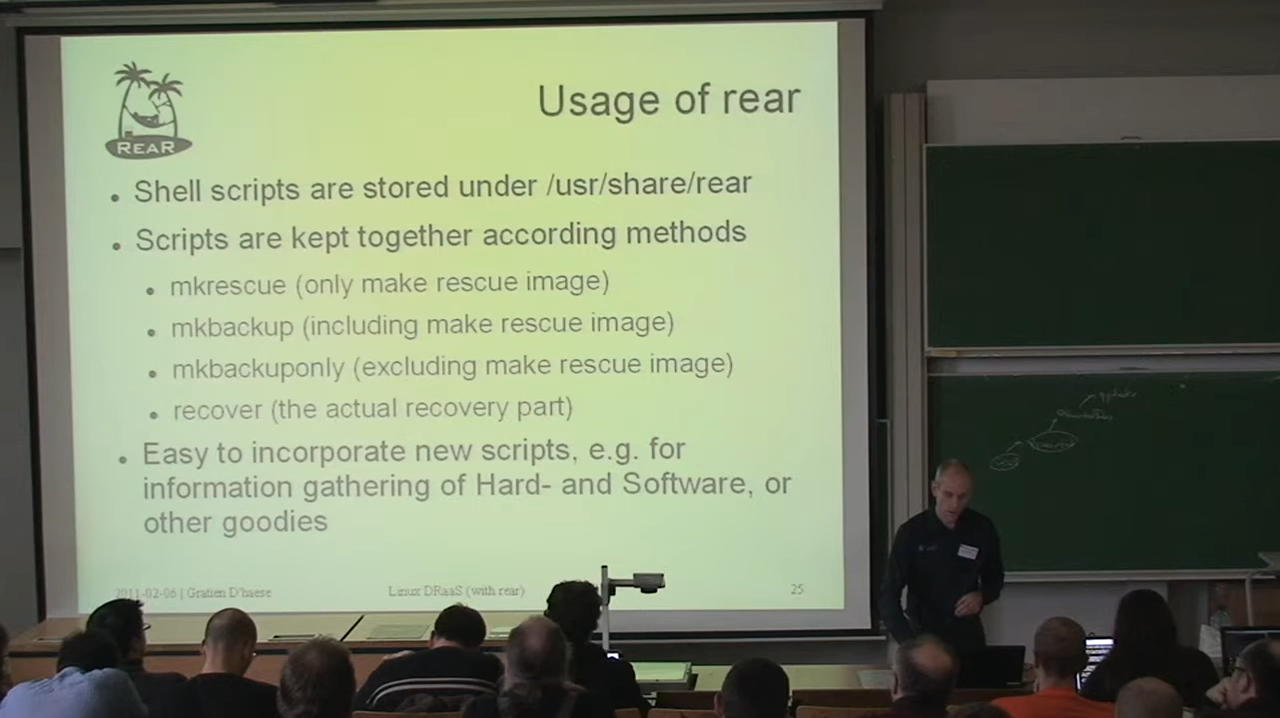 REAR
Usage of rear
• Shell scripts are stored under /usr/share/rear
• Scripts are kept together according methods
• mkrescue (only make rescue image)
• mkbackup (including make rescue image)
• mkbackuponly (excluding make rescue image)
• recover (the actual recovery part)
• Easy to incorporate new scripts, e.g. for
information gathering of Hard- and Software, or
other goodies
2011-02-06 | Gratien D'haese
Linux DRaaS (with rear)
25